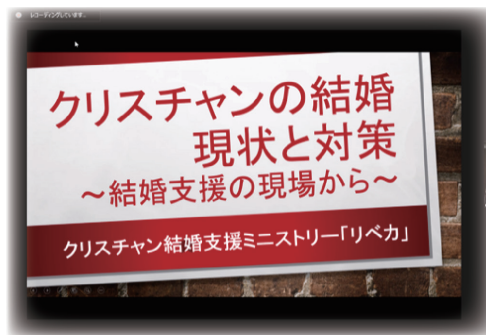 レコーディングしています...
クリスチャンの結婚
現状と対策
～結婚支援の現場から～
クリスチャン結婚支援ミニストリー「リベカ」